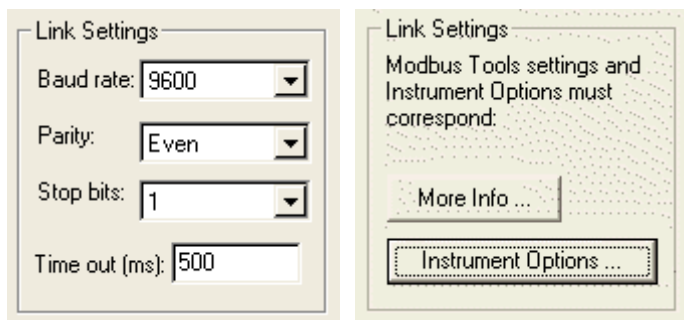 Link Settings
Baud rate: 9600
Parity: Even
Stop bits: 1
Time out (ms): 500
Link Settings
Modbus Tools settings and
Instrument Options must
correspond:
More Info ...
Instrument Options ...